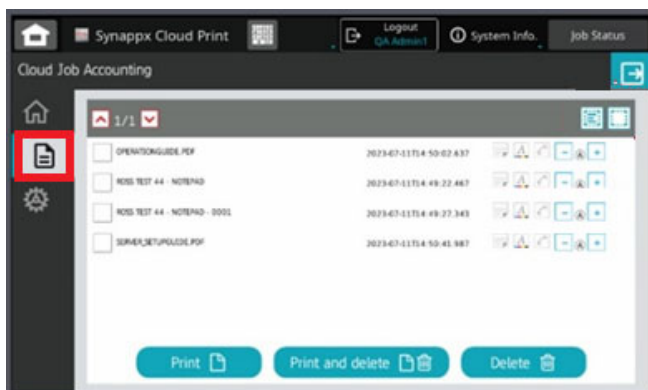 Synappx Cloud Print
Logout
QA Admin1
System Info.
Job Status
Cloud Job Accounting
1/1
OPERATIONGUIDE.PDF 2023-07-11T14:50:02.637
ROSS TEST 44 - NOTEPAD 2023-07-11T14:49:22.467
ROSS TEST 44 - NOTEPAD - 0001 2023-07-11T14:49:27.343
SERVER_SETUPGUIDE.PDF 2023-07-11T14:50:41.987
Print
Print and delete
Delete